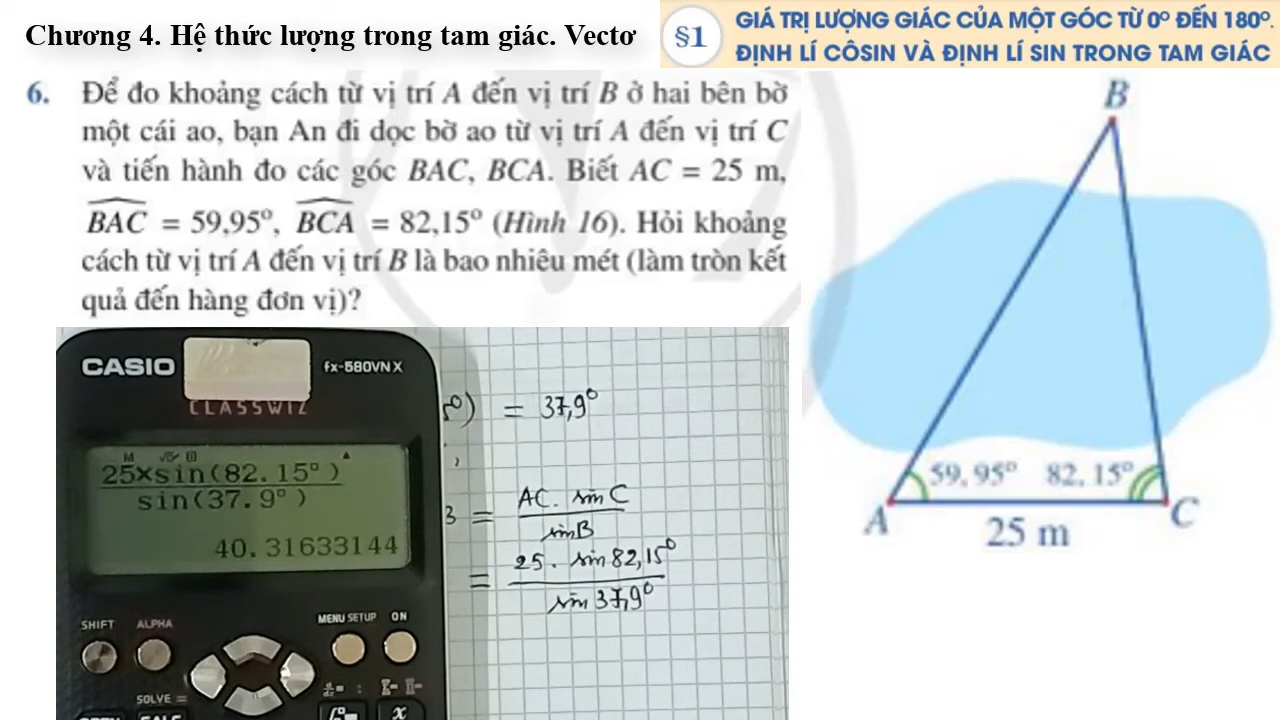 Chương 4. Hệ thức lượng trong tam giác. Vectơ
§1
GIÁ TRỊ LƯỢNG GIÁC CỦA MỘT GÓC TỪ 0° ĐẾN 180°.
ĐỊNH LÍ CÔSIN VÀ ĐỊNH LÍ SIN TRONG TAM GIÁC
6. Để đo khoảng cách từ vị trí A đến vị trí B ở hai bên bờ
một cái ao, bạn An đi dọc bờ ao từ vị trí A đến vị trí C
và tiến hành đo các góc BAC, BCA. Biết AC = 25 m,
BAC = 59,95°, BCA = 82,15° (Hình 16). Hỏi khoảng
cách từ vị trí A đến vị trí B là bao nhiêu mét (làm tròn kết
quả đến hàng đơn vị)?
B
59,95° 82,15°
A
C
25 m
CASIO
fx-580VN X
CLASSWIZ
25×sin(82.15°)
sin(37.9°)
40.31633144
SHIFT ALPHA
MENU SETUP ON
SOLVE =
x
5°) = 37,9°
= AC. sin C
sin B
= 25. sin 82,15°
sin 37,9°